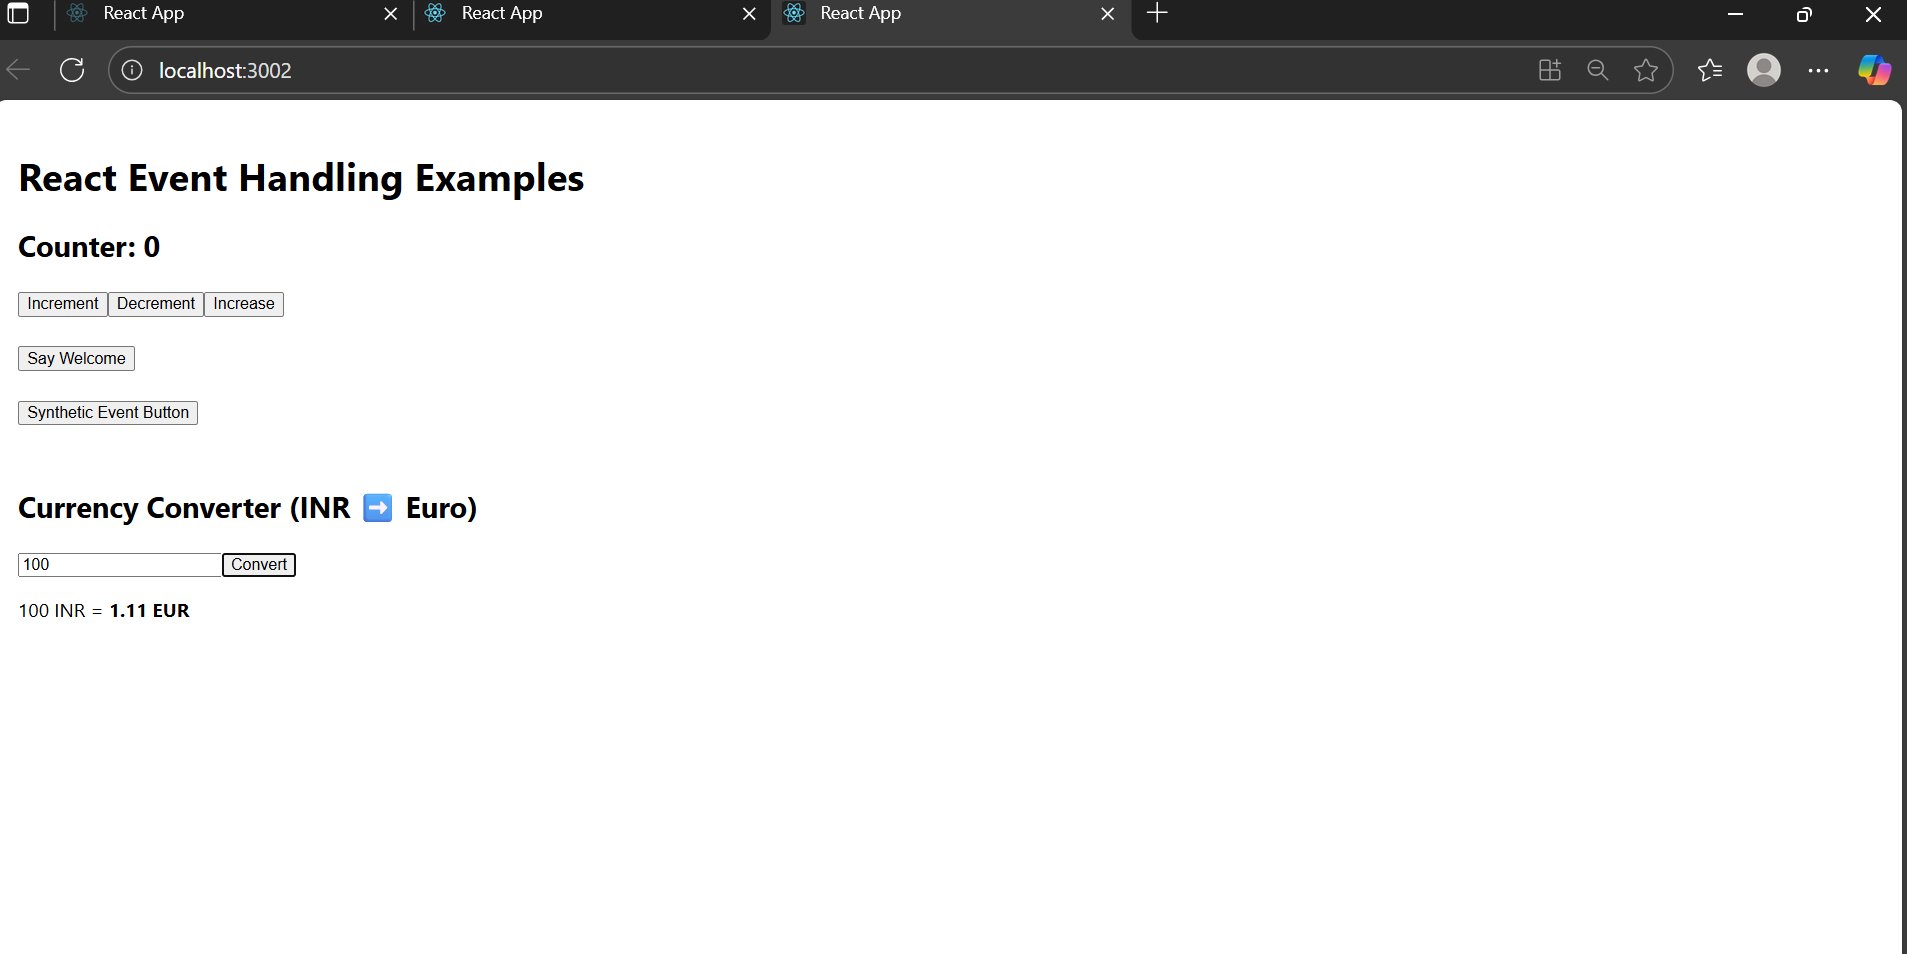 React App React App React App
localhost:3002
React Event Handling Examples
Counter: 0
Increment Decrement Increase
Say Welcome
Synthetic Event Button
Currency Converter (INR ➡️ Euro)
100 Convert
100 INR = 1.11 EUR